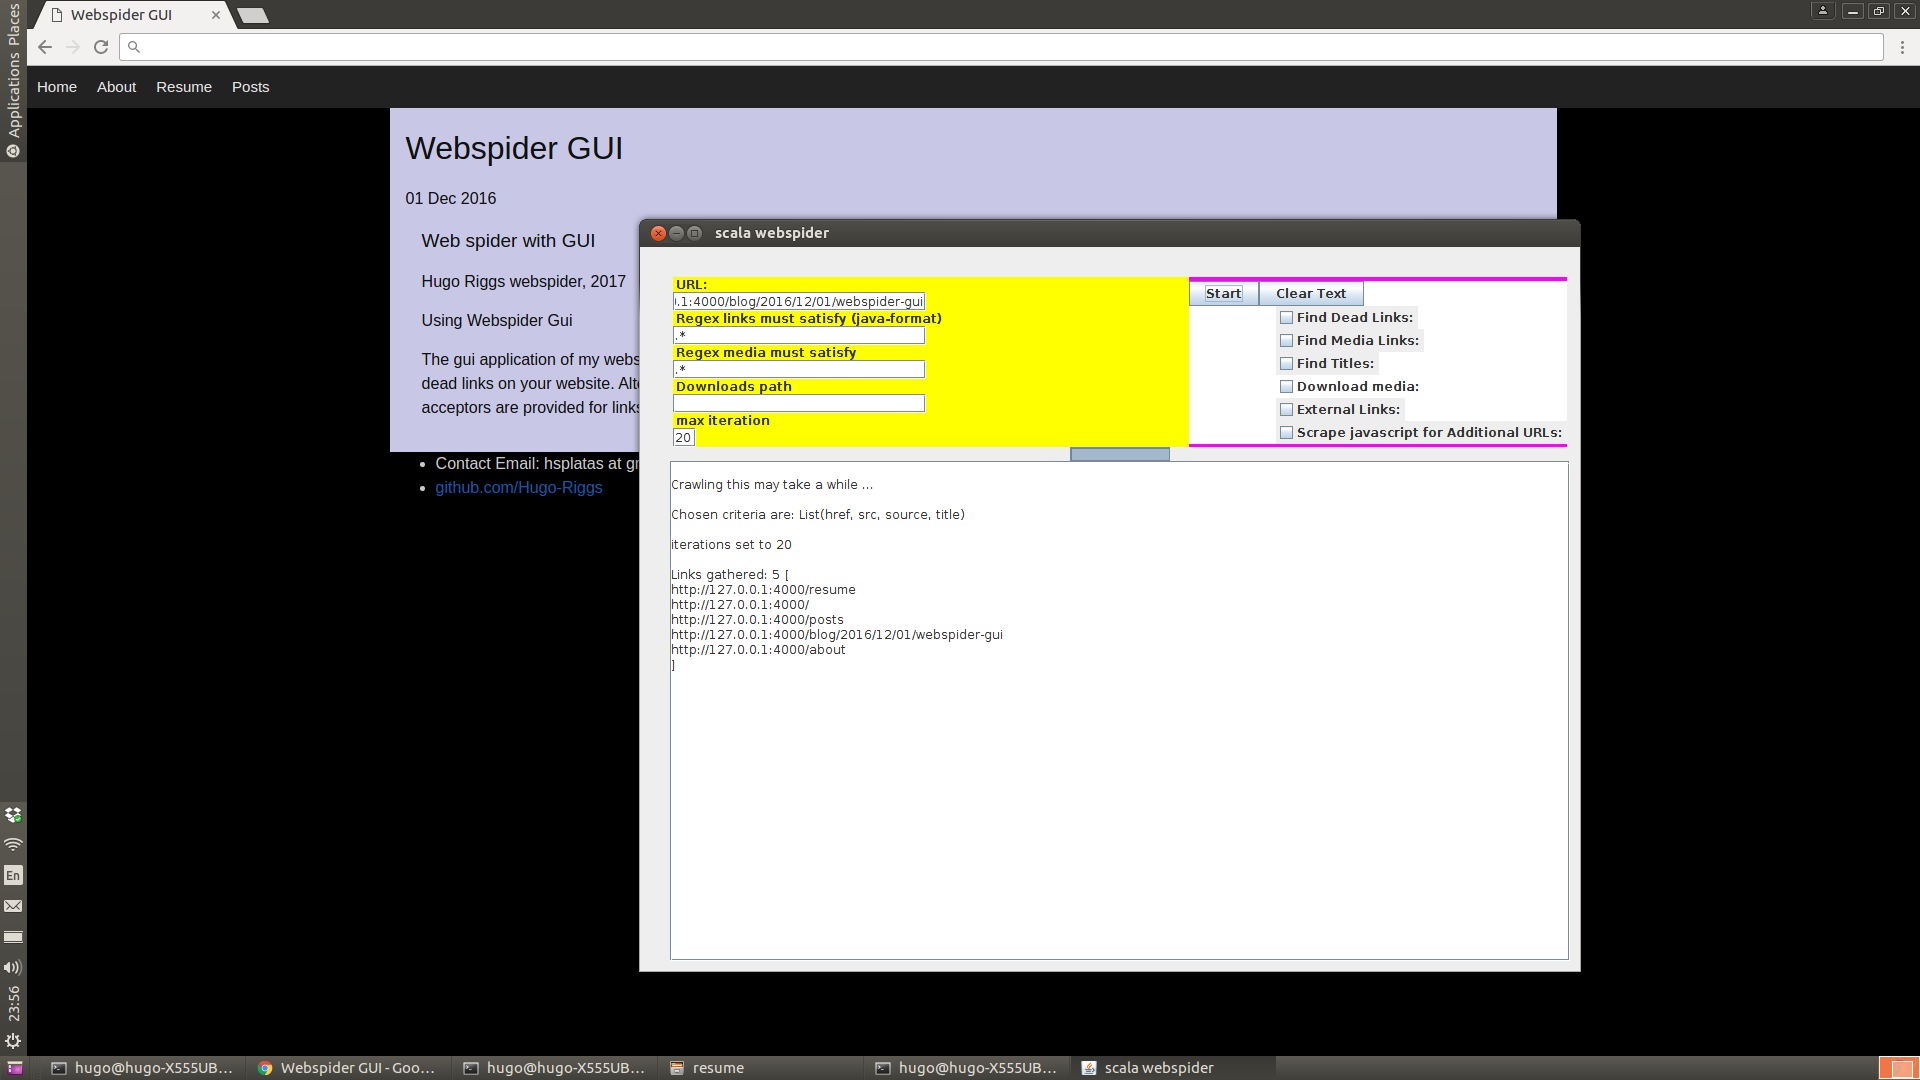 Applications Places
Webspider GUI
Home About Resume Posts
Webspider GUI
01 Dec 2016
Web spider with GUI
Hugo Riggs webspider, 2017
Using Webspider Gui
The gui application of my webs
dead links on your website. Alte
acceptors are provided for links
Contact Email: hsplatas at gr
github.com/Hugo-Riggs
scala webspider
URL:
.1:4000/blog/2016/12/01/webspider-gui
Regex links must satisfy (java-format)
.*
Regex media must satisfy
.*
Downloads path
max iteration
20
Start Clear Text
Find Dead Links:
Find Media Links:
Find Titles:
Download media:
External Links:
Scrape javascript for Additional URLs:
Crawling this may take a while ...
Chosen criteria are: List(href, src, source, title)
iterations set to 20
Links gathered: 5 [
http://127.0.0.1:4000/resume
http://127.0.0.1:4000/
http://127.0.0.1:4000/posts
http://127.0.0.1:4000/blog/2016/12/01/webspider-gui
http://127.0.0.1:4000/about
]
En
23:56
hugo@hugo-X555UB... Webspider GUI - Goo... hugo@hugo-X555UB... resume hugo@hugo-X555UB... scala webspider